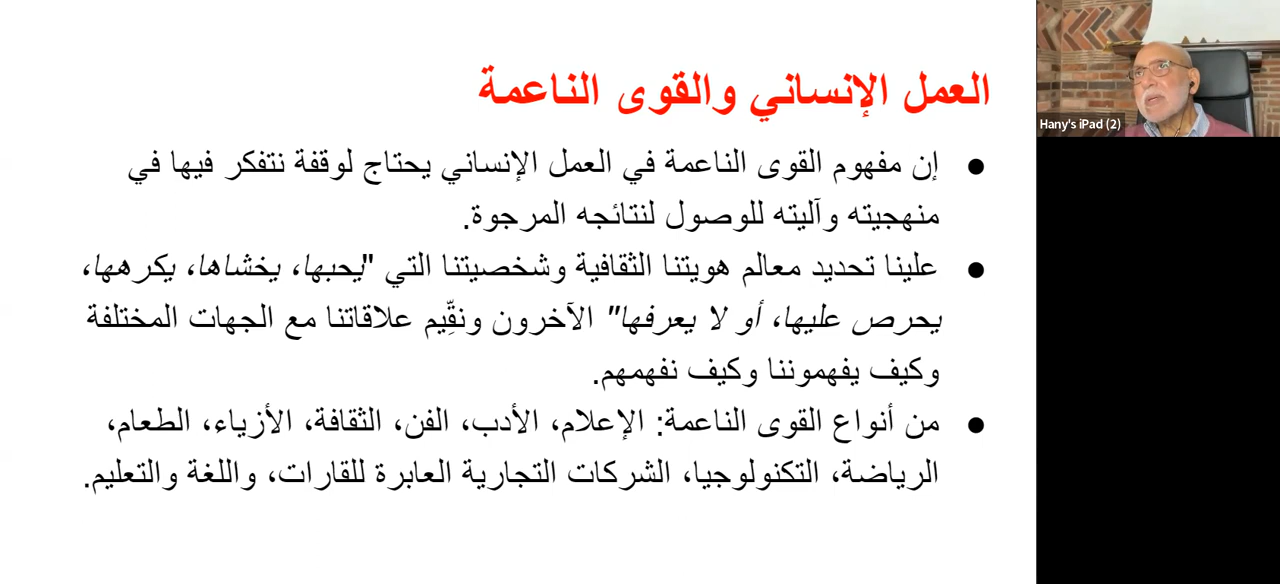 العمل الإنساني والقوى الناعمة
● إن مفهوم القوى الناعمة في العمل الإنساني يحتاج لوقفة نتفكر فيها في
منهجيته وآليته للوصول لنتائجه المرجوة.
● علينا تحديد معالم هويتنا الثقافية وشخصيتنا التي "يحبها، يخشاها، يكرهها،
يحرص عليها، أو لا يعرفها" الآخرون ونقِّيم علاقاتنا مع الجهات المختلفة
وكيف يفهموننا وكيف نفهمهم.
● من أنواع القوى الناعمة: الإعلام، الأدب، الفن، الثقافة، الأزياء، الطعام،
الرياضة، التكنولوجيا، الشركات التجارية العابرة للقارات، واللغة والتعليم.
Hany's iPad (2)